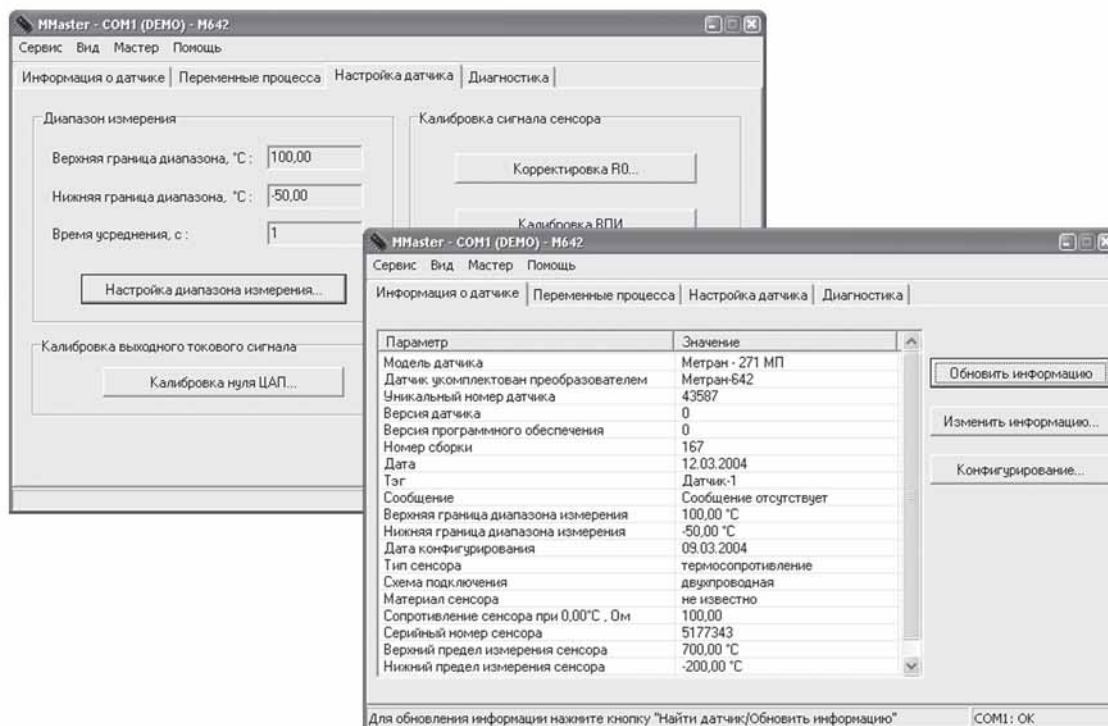 MMaster - COM1 (DEMO) - M642
Сервис Вид Мастер Помощь
Информация о датчике Переменные процесса Настройка датчика Диагностика
Диапазон измерения
Верхняя граница диапазона, °C : 100,00
Нижняя граница диапазона, °C : -50,00
Время усреднения, с : 1
Настройка диапазона измерения...
Калибровка выходного токового сигнала
Калибровка нуля ЦАП...
Калибровка сигнала сенсора
Корректировка R0...
Калибровка ВПИ
MMaster - COM1 (DEMO) - M642
Сервис Вид Мастер Помощь
Информация о датчике Переменные процесса Настройка датчика Диагностика
Параметр Значение
Модель датчика Метран - 271 МП
Датчик укомплектован преобразователем Метран-642
Уникальный номер датчика 43587
Версия датчика 0
Версия программного обеспечения 0
Номер сборки 167
Дата 12.03.2004
Тэг Датчик-1
Сообщение Сообщение отсутствует
Верхняя граница диапазона измерения 100,00 °C
Нижняя граница диапазона измерения -50,00 °C
Дата конфигурирования 09.03.2004
Тип сенсора термосопротивление
Схема подключения двухпроводная
Материал сенсора не известно
Сопротивление сенсора при 0,00°C , Ом 100,00
Серийный номер сенсора 5177343
Верхний предел измерения сенсора 700,00 °C
Нижний предел измерения сенсора -200,00 °C
Обновить информацию
Изменить информацию...
Конфигурирование...
Для обновления информации нажмите кнопку "Найти датчик/Обновить информацию" COM1: OK